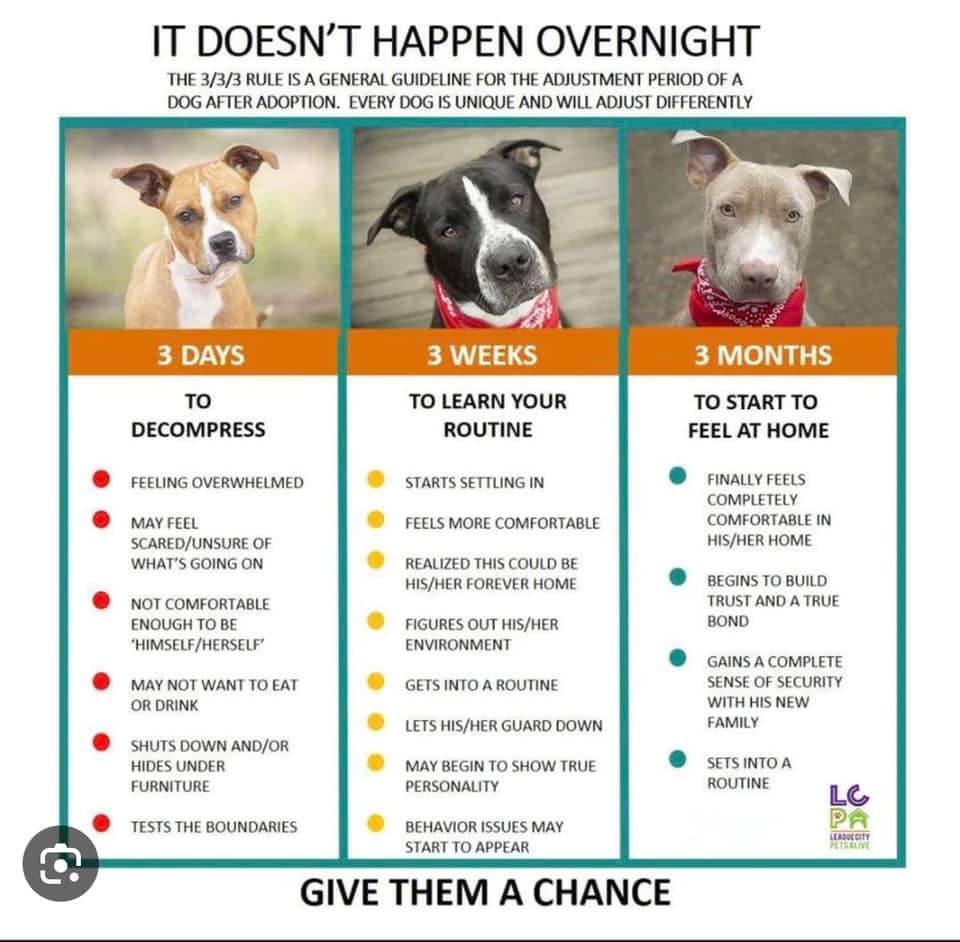 IT DOESN'T HAPPEN OVERNIGHT
THE 3/3/3 RULE IS A GENERAL GUIDELINE FOR THE ADJUSTMENT PERIOD OF A
DOG AFTER ADOPTION. EVERY DOG IS UNIQUE AND WILL ADJUST DIFFERENTLY
3 DAYS
TO
DECOMPRESS
FEELING OVERWHELMED
MAY FEEL
SCARED/UNSURE OF
WHAT'S GOING ON
NOT COMFORTABLE
ENOUGH TO BE
'HIMSELF/HERSELF'
MAY NOT WANT TO EAT
OR DRINK
SHUTS DOWN AND/OR
HIDES UNDER
FURNITURE
TESTS THE BOUNDARIES
3 WEEKS
TO LEARN YOUR
ROUTINE
STARTS SETTLING IN
FEELS MORE COMFORTABLE
REALIZED THIS COULD BE
HIS/HER FOREVER HOME
FIGURES OUT HIS/HER
ENVIRONMENT
GETS INTO A ROUTINE
LETS HIS/HER GUARD DOWN
MAY BEGIN TO SHOW TRUE
PERSONALITY
BEHAVIOR ISSUES MAY
START TO APPEAR
3 MONTHS
TO START TO
FEEL AT HOME
FINALLY FEELS
COMPLETELY
COMFORTABLE IN
HIS/HER HOME
BEGINS TO BUILD
TRUST AND A TRUE
BOND
GAINS A COMPLETE
SENSE OF SECURITY
WITH HIS NEW
FAMILY
SETS INTO A
ROUTINE
LC
PA
LEAGUECITY
PETSALIVE
GIVE THEM A CHANCE